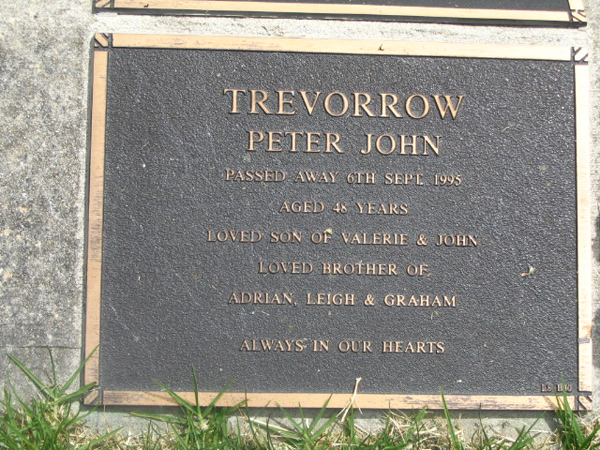 TREVORROW
PETER JOHN
PASSED AWAY 6TH SEPT. 1995
AGED 48 YEARS
LOVED SON OF VALERIE & JOHN
LOVED BROTHER OF
ADRIAN, LEIGH & GRAHAM
ALWAYS IN OUR HEARTS